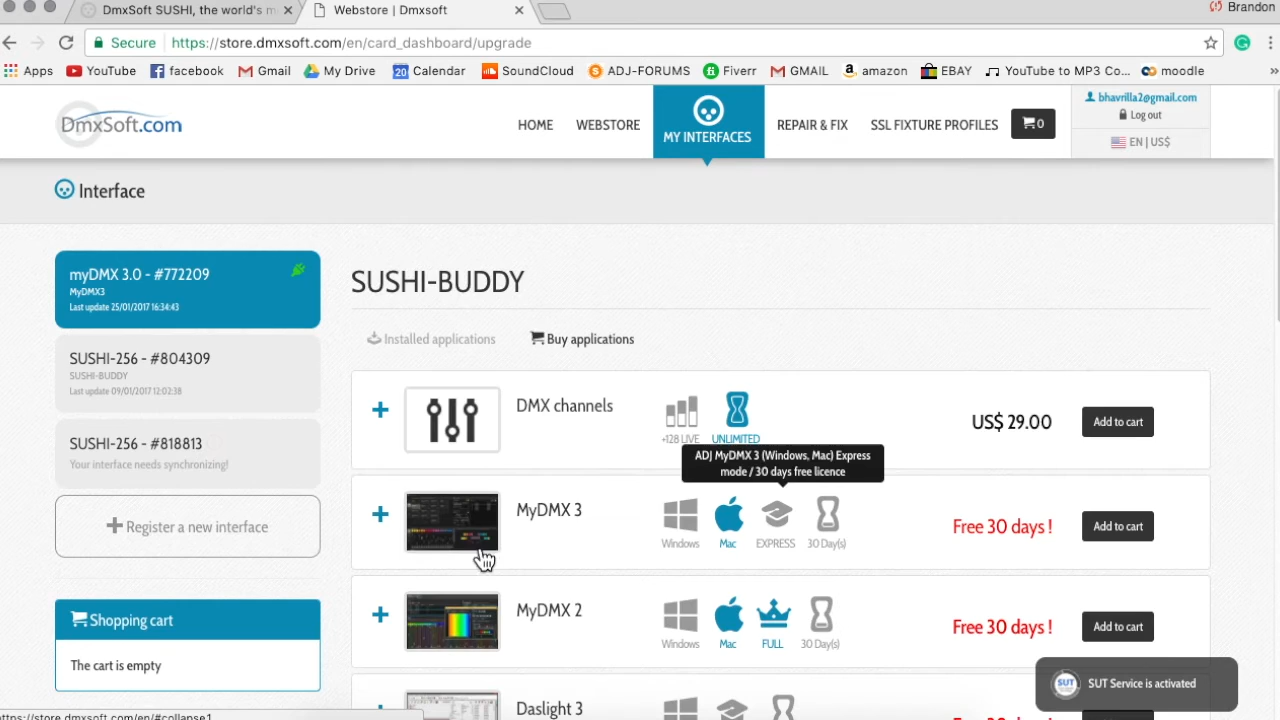 DmxSoft SUSHI, the world's m
Webstore | Dmxsoft
Brandon
Secure
https://store.dmxsoft.com/en/card_dashboard/upgrade
Apps
YouTube
facebook
Gmail
My Drive
20 Calendar
SoundCloud
ADJ-FORUMS
Fiverr
GMAIL
amazon
EBAY
YouTube to MP3 Co...
moodle
»
DmxSoft.com
HOME
WEBSTORE
MY INTERFACES
REPAIR & FIX
SSL FIXTURE PROFILES
0
bhavrilla2@gmail.com
Log out
EN | US$
Interface
myDMX 3.0 - #772209
MyDMX3
Last update 25/01/2017 16:34:43
SUSHI-256 - #804309
SUSHI-BUDDY
Last update 09/01/2017 12:02:38
SUSHI-256 - #818813
Your interface needs synchronizing!
Register a new interface
Shopping cart
The cart is empty
SUSHI-BUDDY
Installed applications
Buy applications
DMX channels
+128 LIVE
UNLIMITED
US$ 29.00
Add to cart
ADJ MyDMX 3 (Windows, Mac) Express
mode / 30 days free licence
MyDMX 3
Windows
Mac
EXPRESS
30 Day(s)
Free 30 days !
Add to cart
MyDMX 2
Windows
Mac
FULL
30 Day(s)
Free 30 days !
Add to cart
Daslight 3
SUT
SUT Service is activated